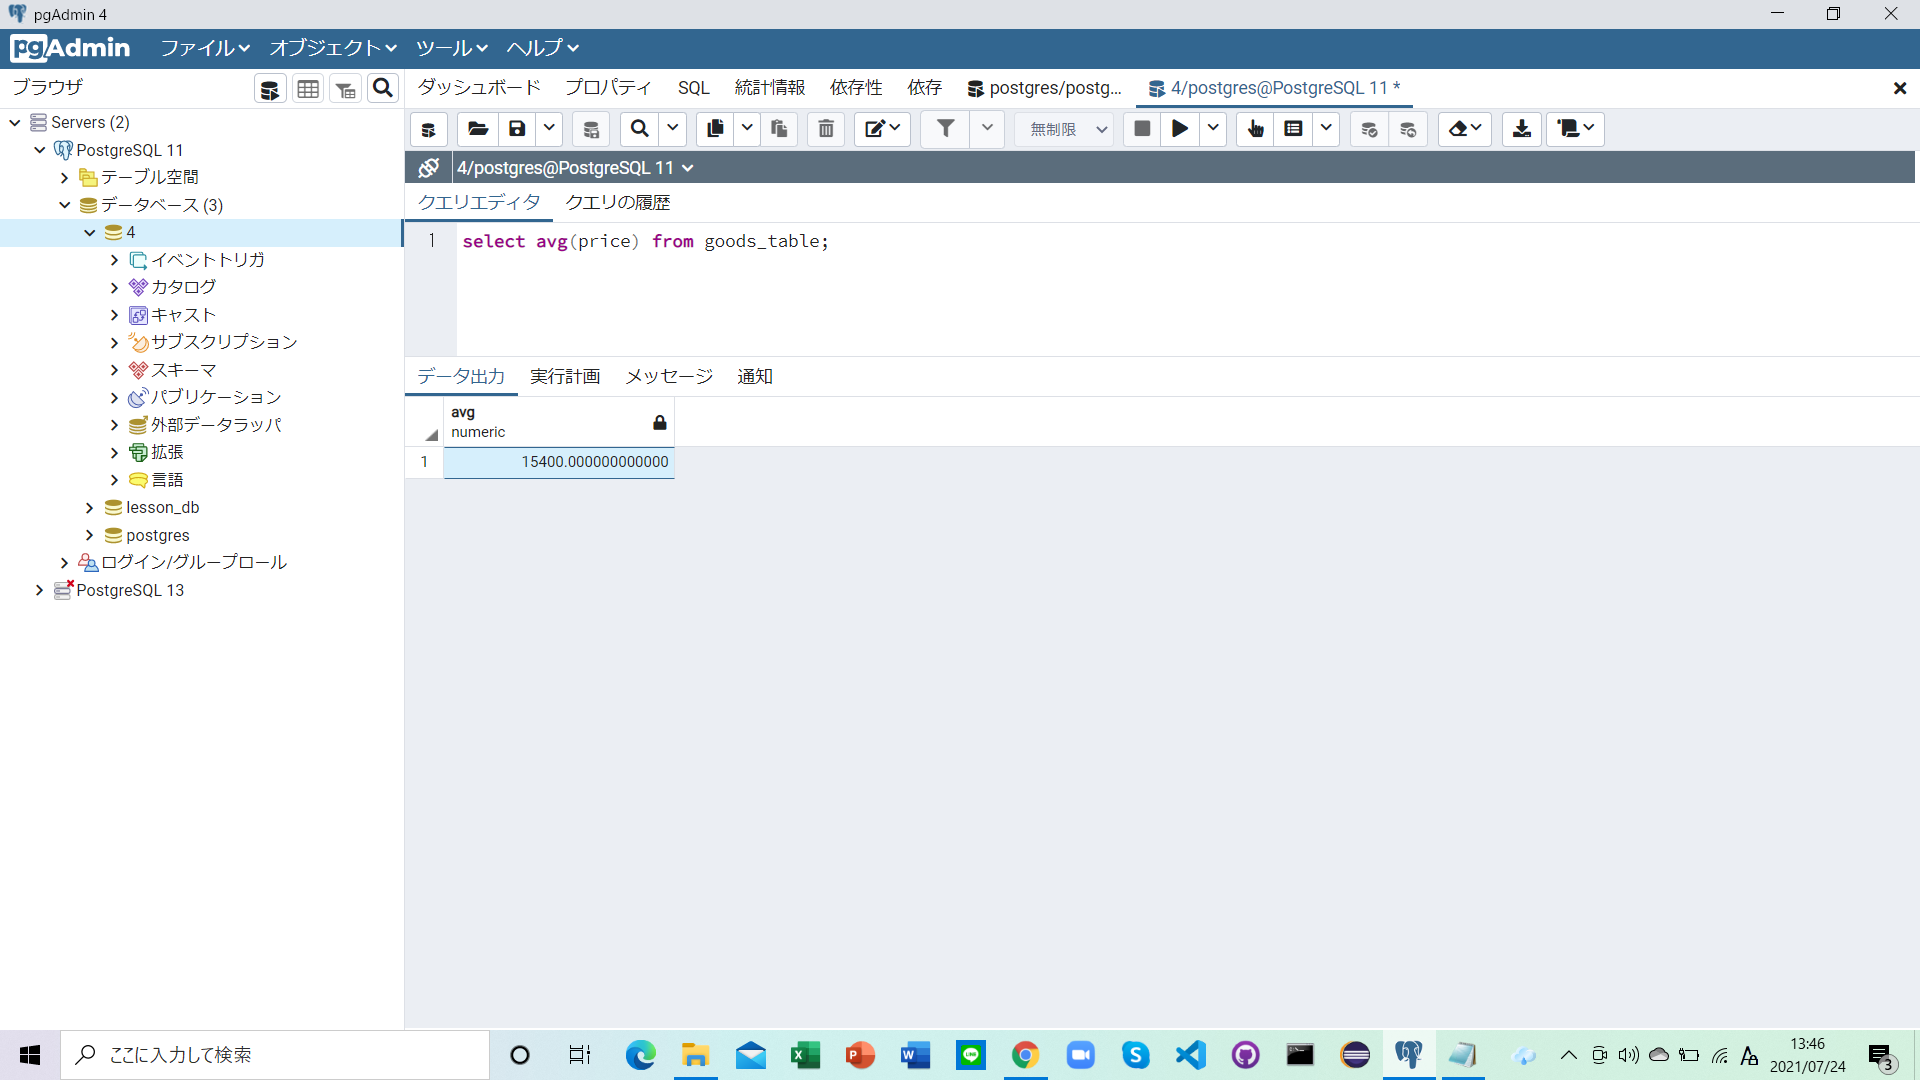 pgAdmin 4
pgAdmin ファイル オブジェクト ツール ヘルプ
ブラウザ
ダッシュボード プロパティ SQL 統計情報 依存性 依存 postgres/postg... 4/postgres@PostgreSQL 11 *
無制限
4/postgres@PostgreSQL 11
クエリエディタ クエリの履歴
1 select avg(price) from goods_table;
Servers (2)
PostgreSQL 11
テーブル空間
データベース (3)
4
イベントトリガ
カタログ
キャスト
サブスクリプション
スキーマ
パブリケーション
外部データラッパ
拡張
言語
lesson_db
postgres
ログイン/グループロール
PostgreSQL 13
データ出力 実行計画 メッセージ 通知
avg
numeric
1 15400.000000000000
ここに入力して検索
13:46
2021/07/24
3